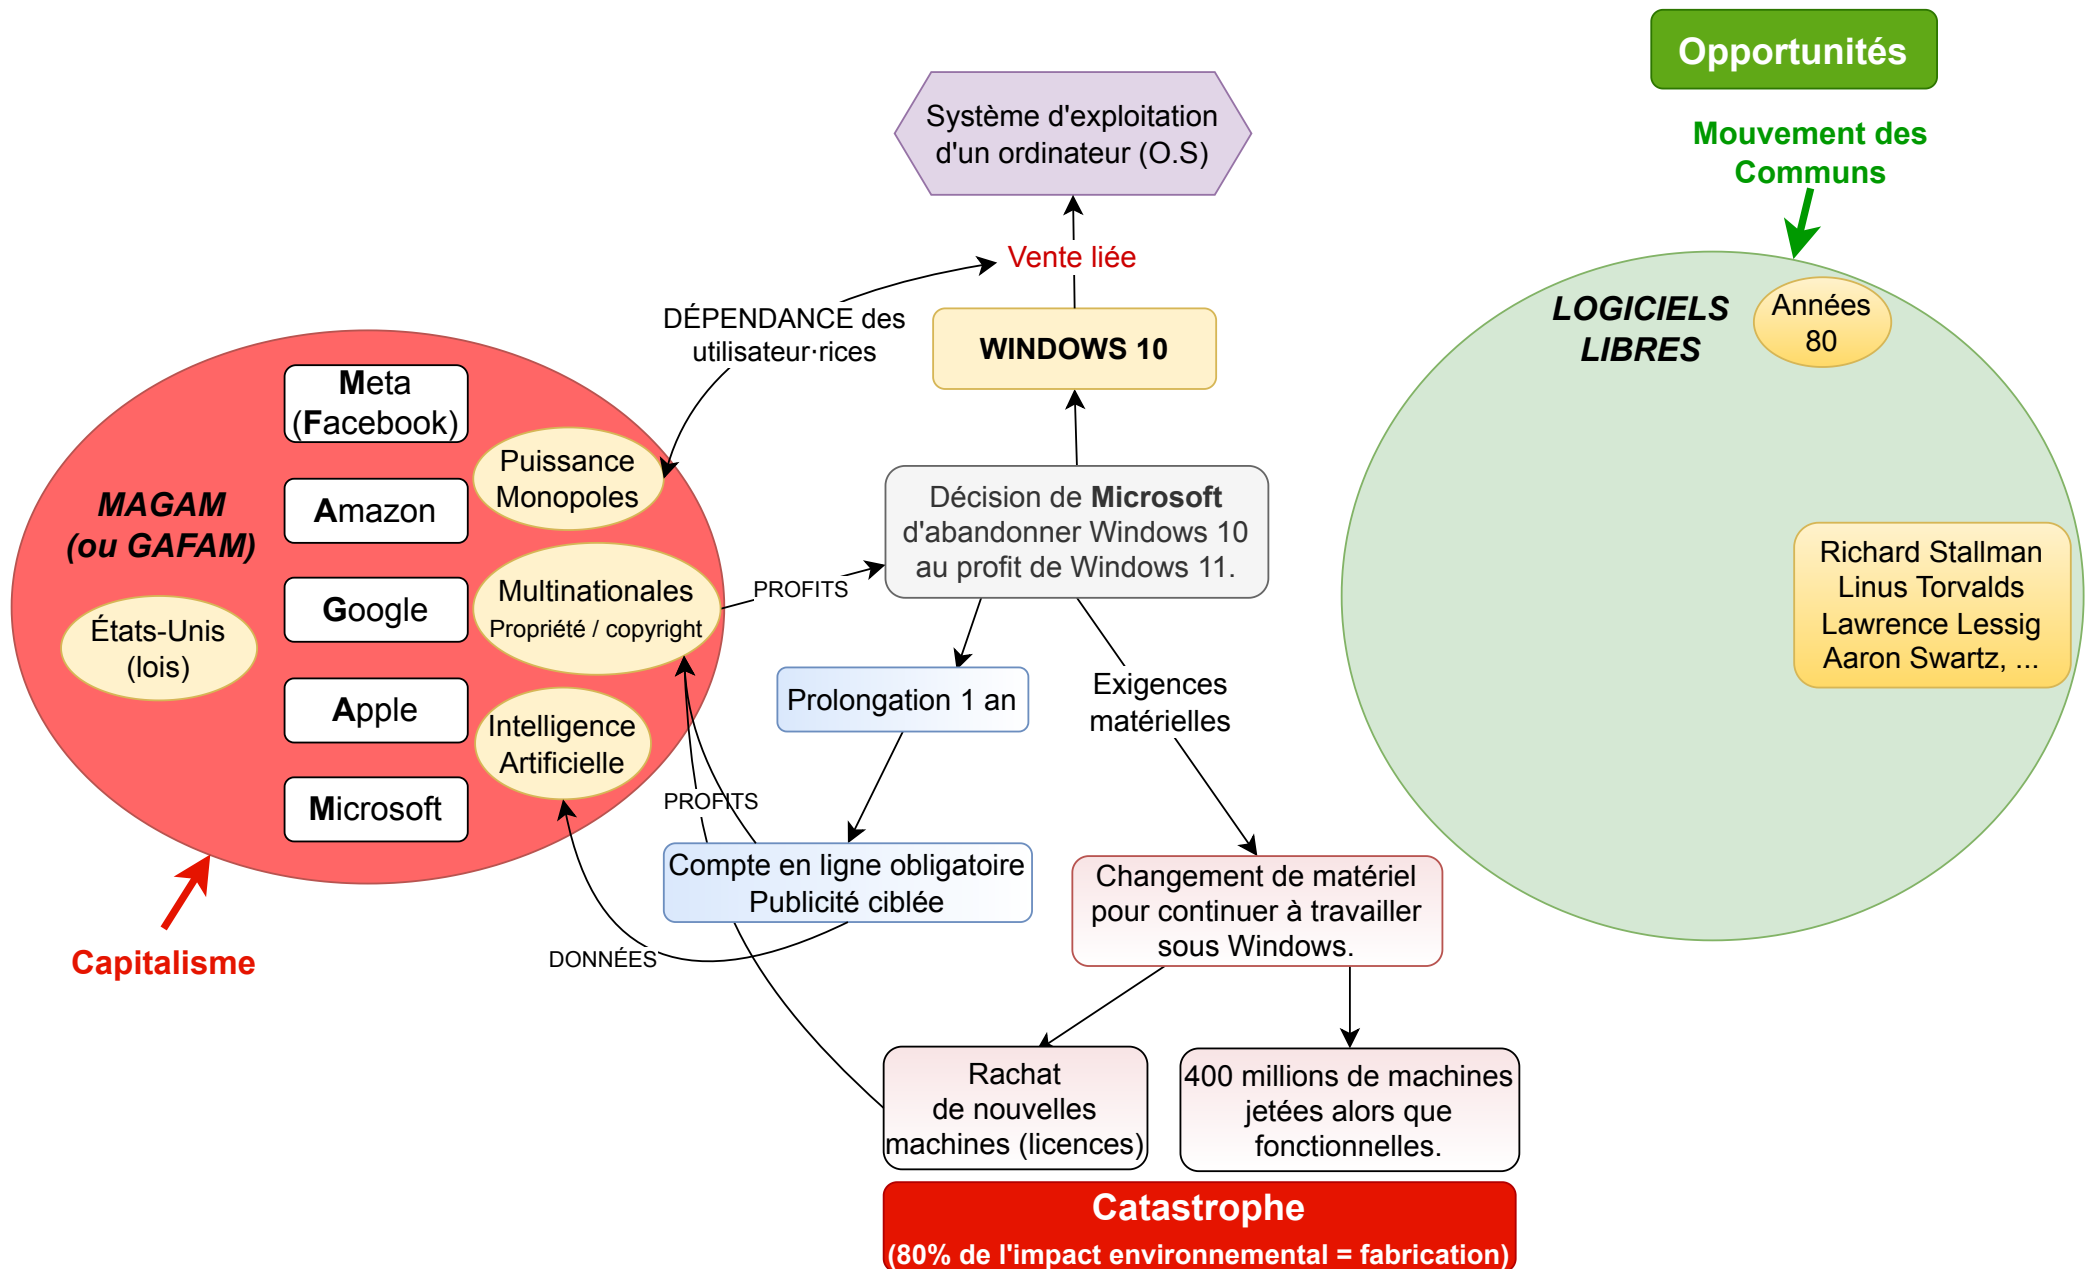 Opportunités
Mouvement des
Communs
Système d'exploitation
d'un ordinateur (O.S)
Vente liée
DÉPENDANCE des
utilisateur·rices
WINDOWS 10
LOGICIELS
LIBRES
Années
80
Meta
(Facebook)
Amazon
Google
Apple
Microsoft
MAGAM
(ou GAFAM)
États-Unis
(lois)
Puissance
Monopoles
Multinationales
Propriété / copyright
Intelligence
Artificielle
PROFITS
Décision de Microsoft
d'abandonner Windows 10
au profit de Windows 11.
Richard Stallman
Linus Torvalds
Lawrence Lessig
Aaron Swartz, ...
Prolongation 1 an
Exigences
matérielles
PROFITS
Compte en ligne obligatoire
Publicité ciblée
DONNÉES
Capitalisme
Changement de matériel
pour continuer à travailler
sous Windows.
Rachat
de nouvelles
machines (licences)
400 millions de machines
jetées alors que
fonctionnelles.
Catastrophe
(80% de l'impact environnemental = fabrication)